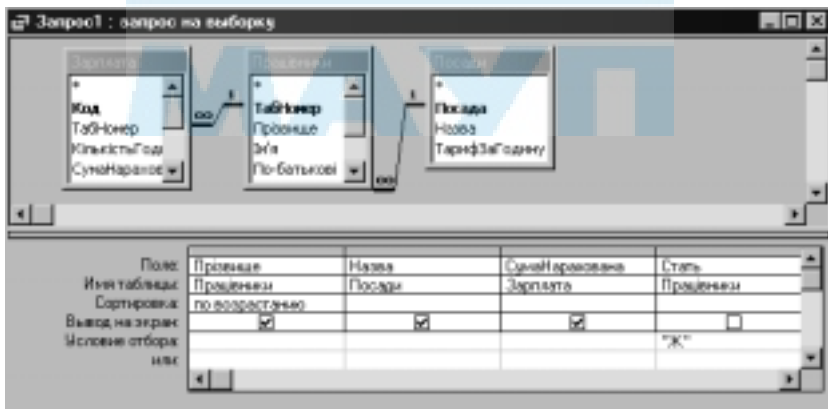 Запрос1 : запрос на выборку
МАУП
Зарплата
*
Код
ТабНомер
КількістьГоди
СумаНарахов
Працівники
*
ТабНомер
Прізвище
Ім'я
По-батькові
Посади
*
Посада
Назва
ТарифЗаГодину
Поле: Прізвище Назва СумаНарахована Стать
Имя таблицы: Працівники Посади Зарплата Працівники
Сортировка: по возрастанию
Вывод на экран:
Условие отбора: "Ж"
или: